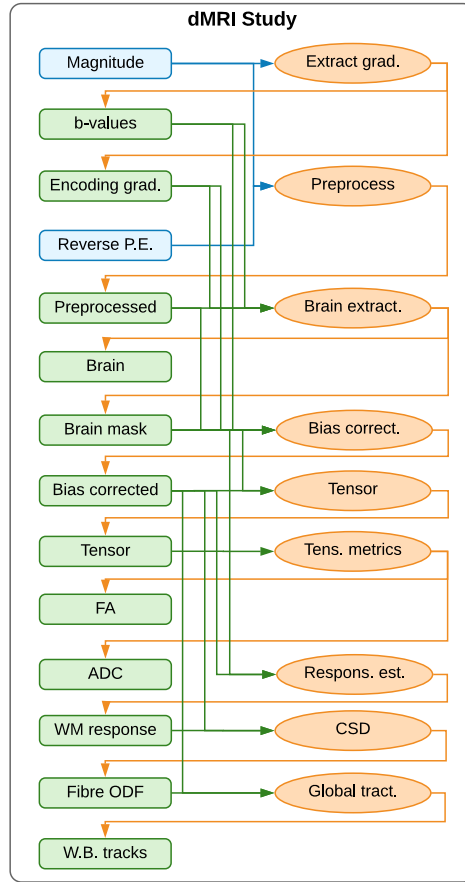 dMRI Study
Magnitude
Extract grad.
b-values
Encoding grad.
Preprocess
Reverse P.E.
Preprocessed
Brain extract.
Brain
Brain mask
Bias correct.
Bias corrected
Tensor
Tensor
Tens. metrics
FA
ADC
Respons. est.
WM response
CSD
Fibre ODF
Global tract.
W.B. tracks